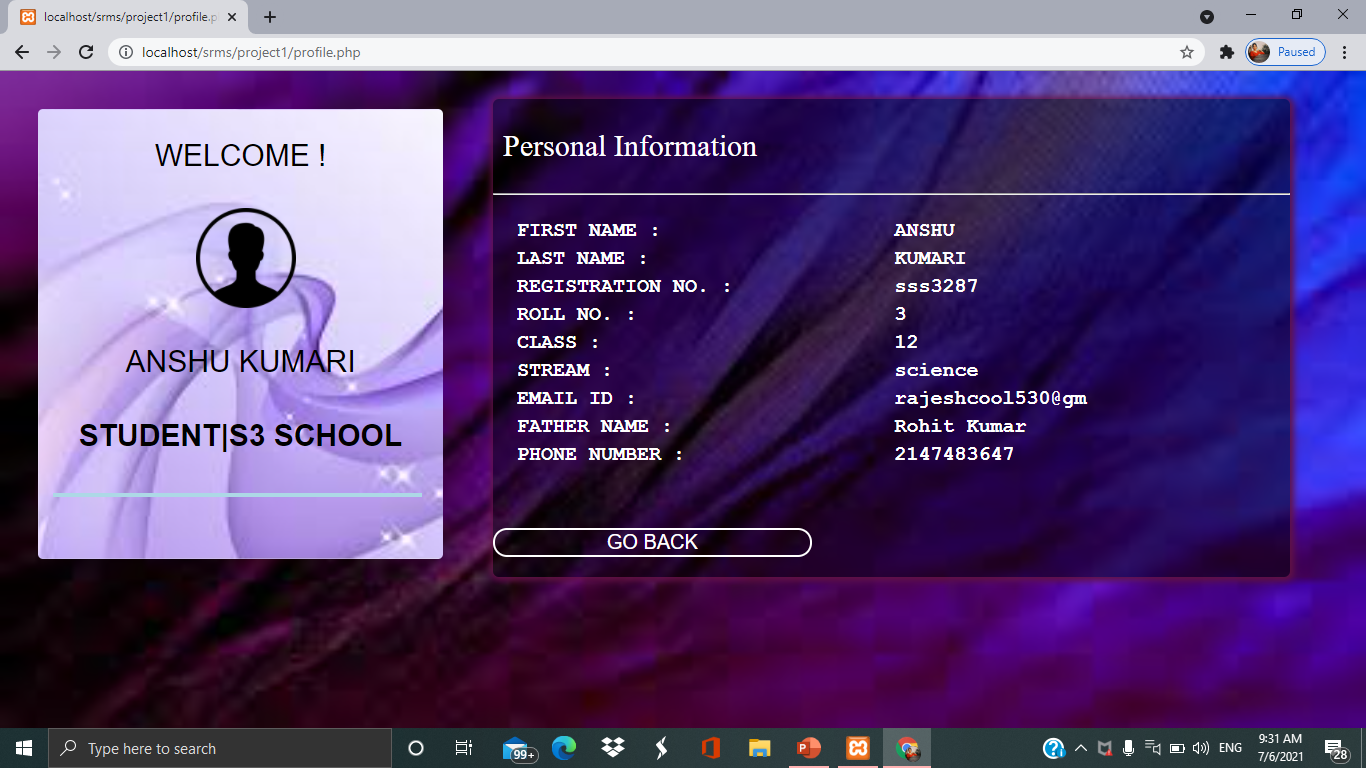 localhost/srms/project1/profile.p
localhost/srms/project1/profile.php
Paused
WELCOME !
ANSHU KUMARI
STUDENT|S3 SCHOOL
Personal Information
FIRST NAME : ANSHU
LAST NAME : KUMARI
REGISTRATION NO. : sss3287
ROLL NO. : 3
CLASS : 12
STREAM : science
EMAIL ID : rajeshcool530@gm
FATHER NAME : Rohit Kumar
PHONE NUMBER : 2147483647
GO BACK
Type here to search
99+
ENG
9:31 AM
7/6/2021
28